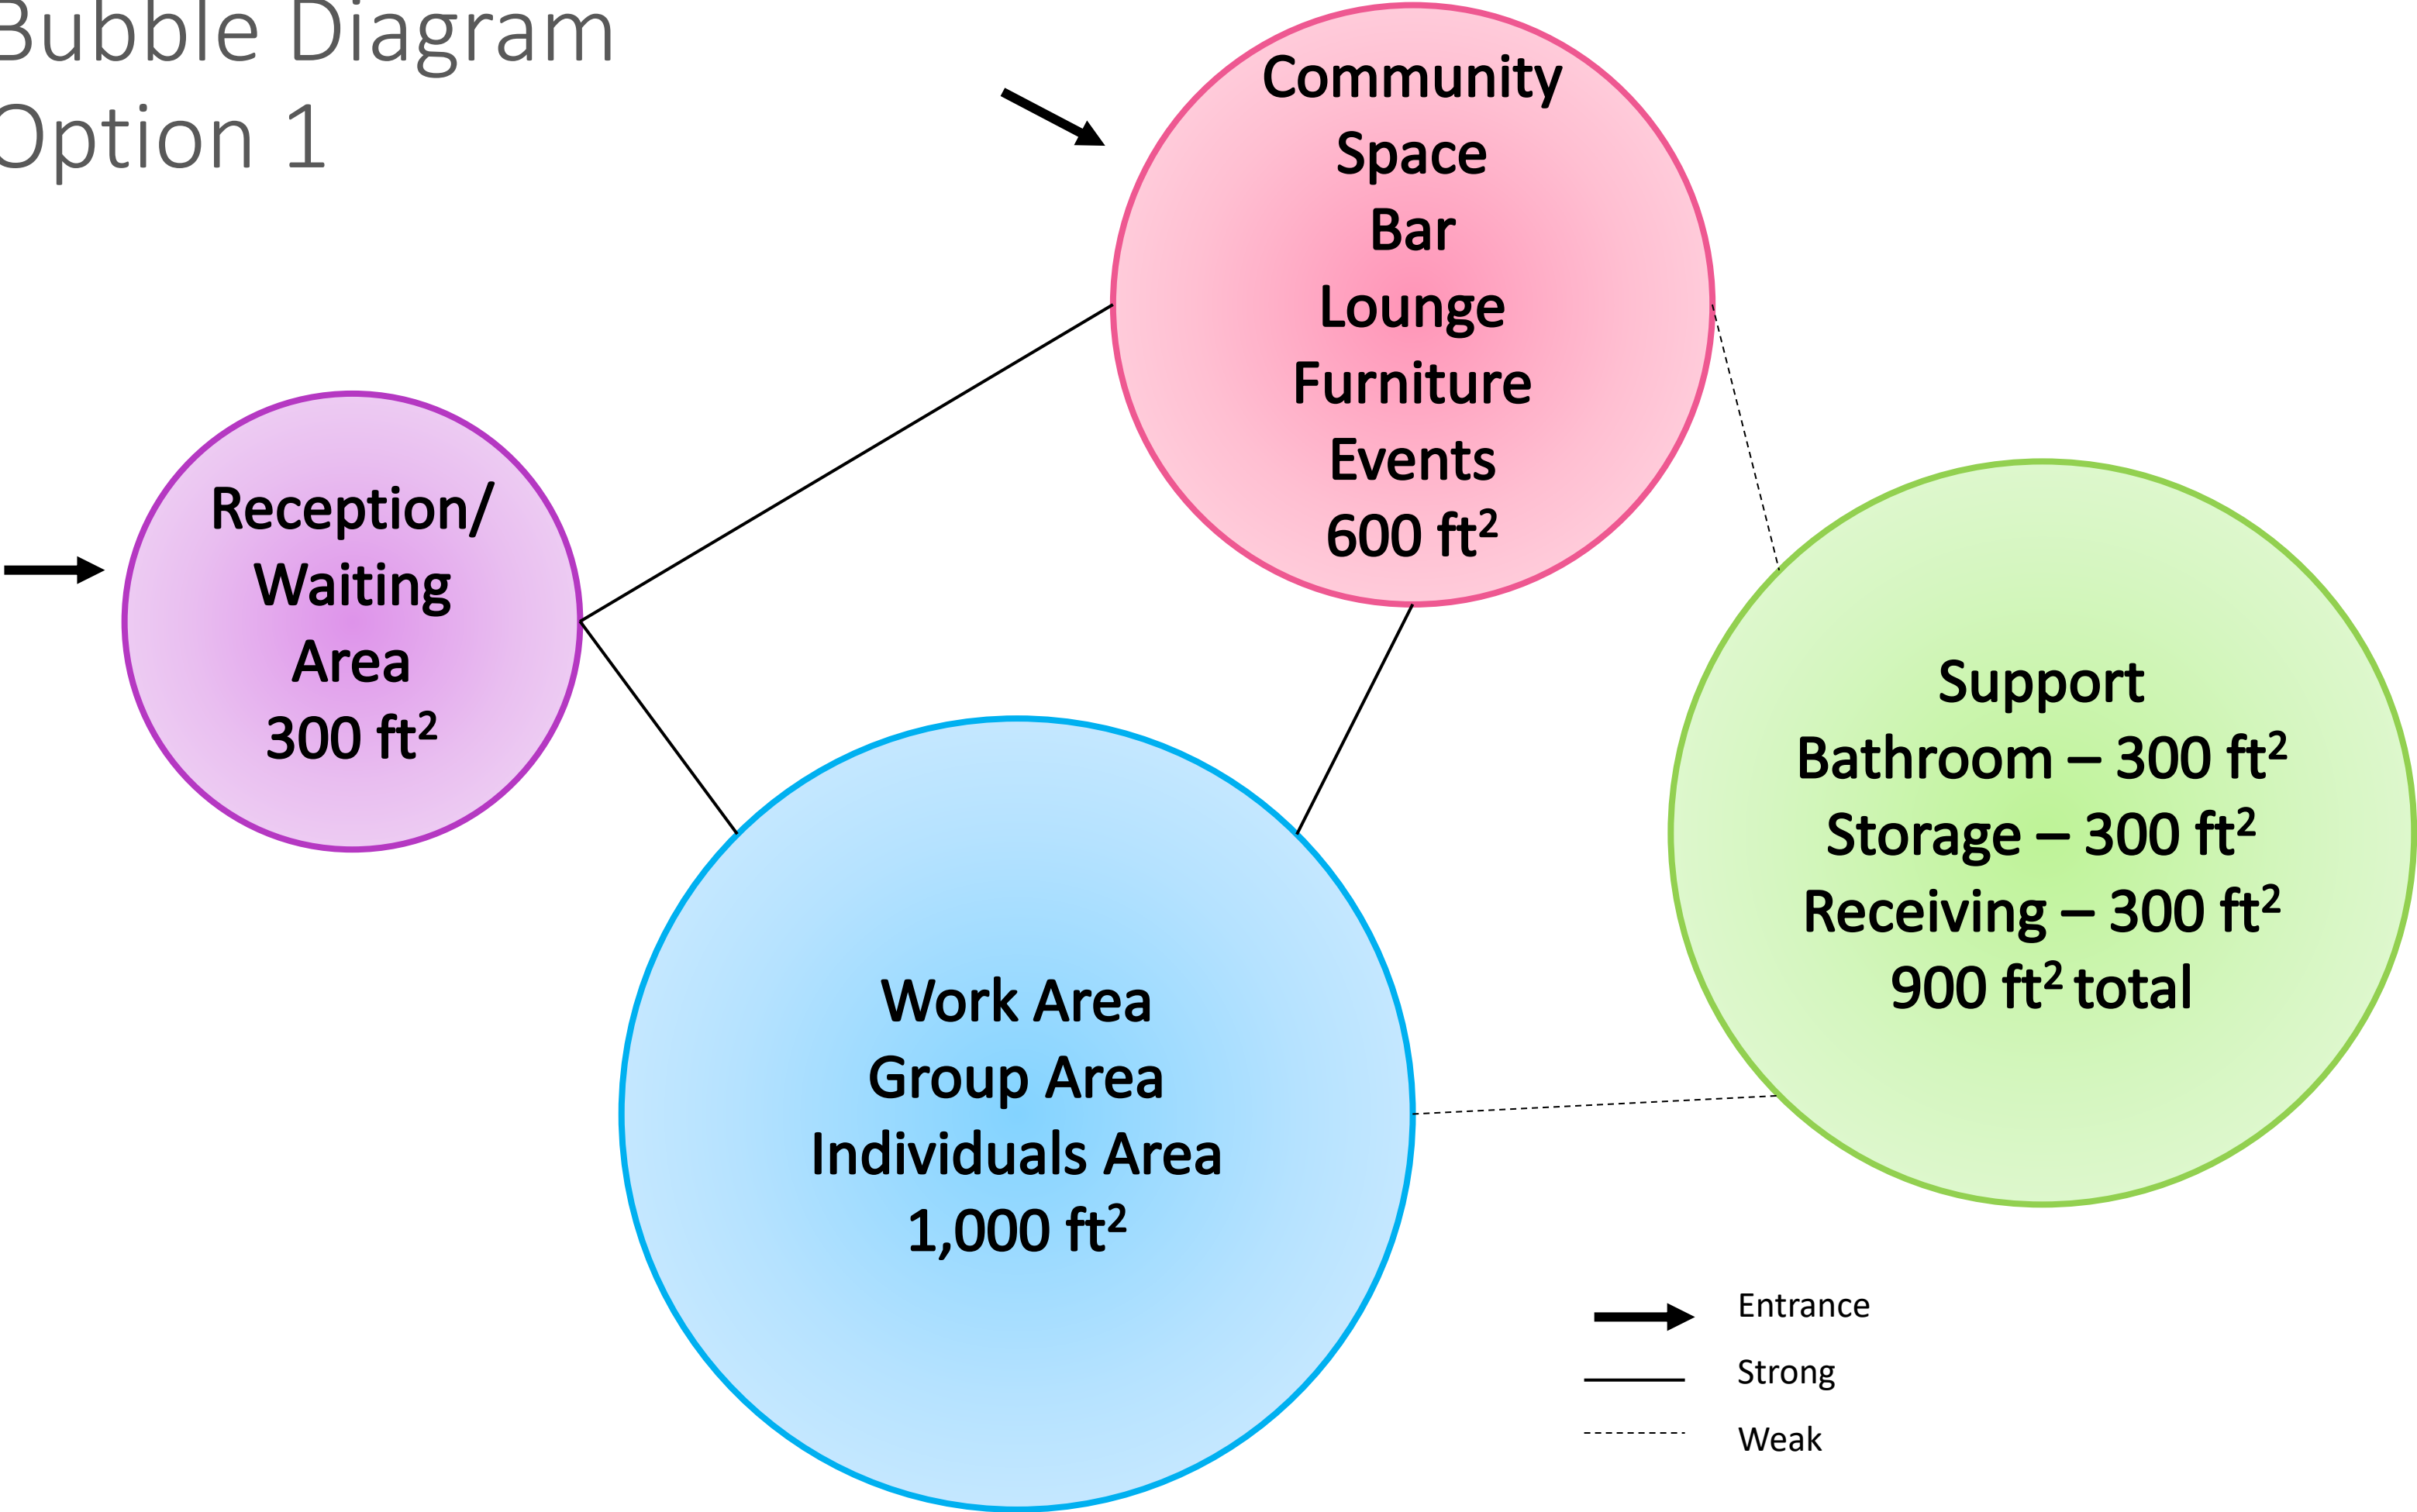 Bubble Diagram
Option 1
Community
Space
Bar
Lounge
Furniture
Events
600 ft²
Reception/
Waiting
Area
300 ft²
Support
Bathroom – 300 ft²
Storage – 300 ft²
Receiving – 300 ft²
900 ft² total
Work Area
Group Area
Individuals Area
1,000 ft²
Entrance
Strong
Weak